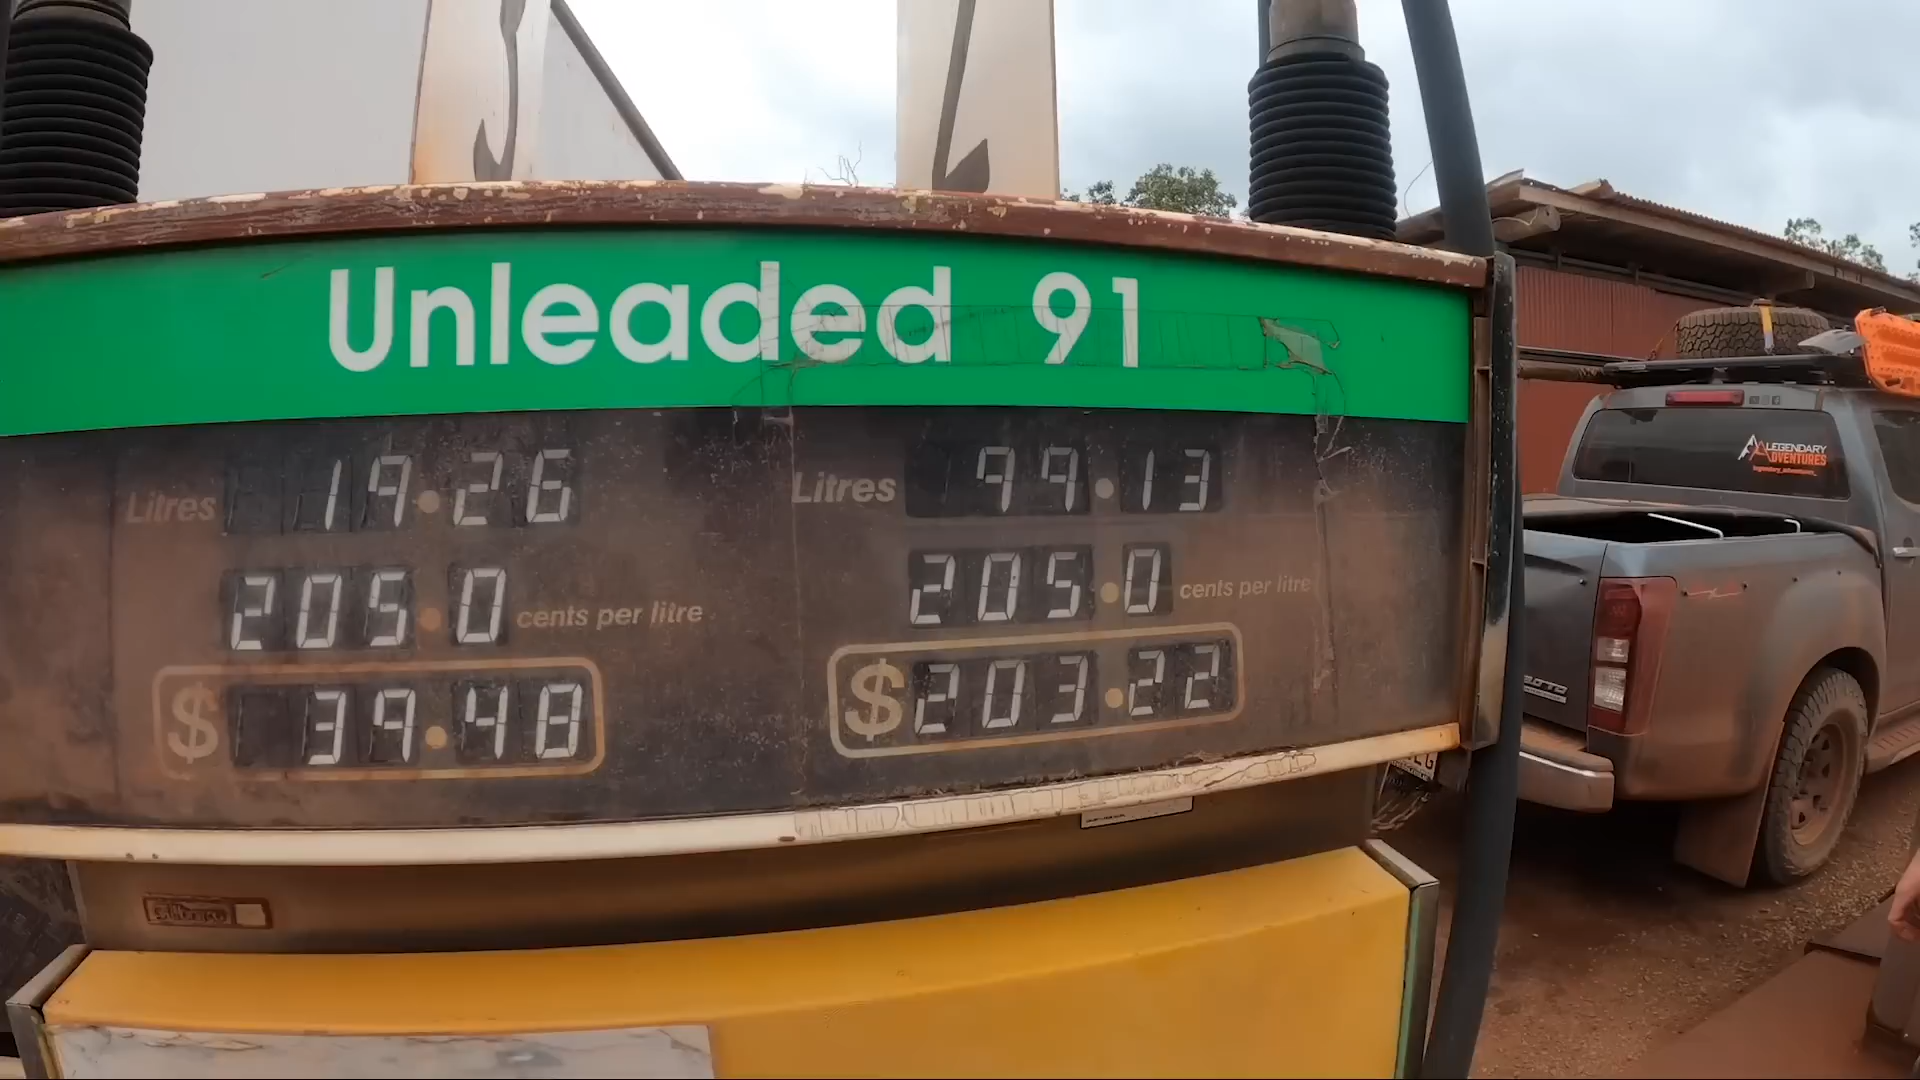 Unleaded 91
Litres 19.26
205.0 cents per litre
$ 39.48
Litres 99.13
205.0 cents per litre
$203.22
LEGENDARY
ADVENTURES